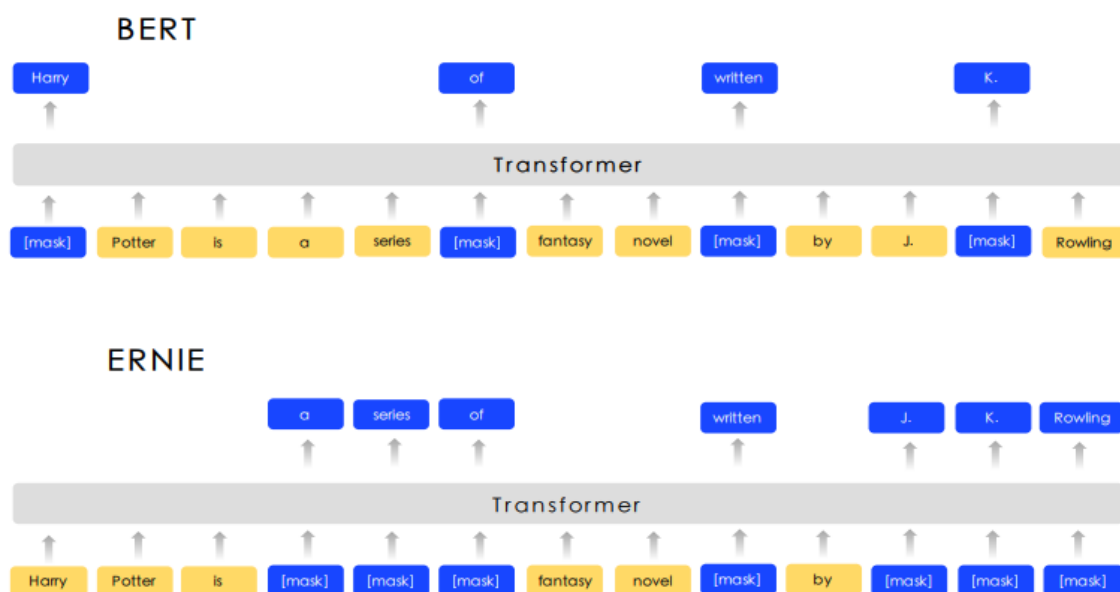 BERT
Harry of written K.
Transformer
[mask] Potter is a series [mask] fantasy novel [mask] by J. [mask] Rowling
ERNIE
a series of written J. K. Rowling
Transformer
Harry Potter is [mask] [mask] [mask] fantasy novel [mask] by [mask] [mask] [mask]